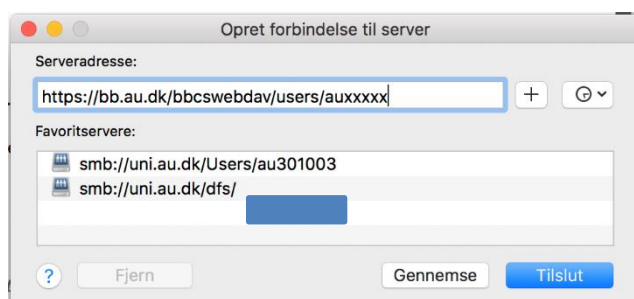 Opret forbindelse til server
Serveradresse:
https://bb.au.dk/bbcswebdav/users/auxxxxx
Favoritservere:
smb://uni.au.dk/Users/au301003
smb://uni.au.dk/dfs/
? Fjern Gennemse Tilslut